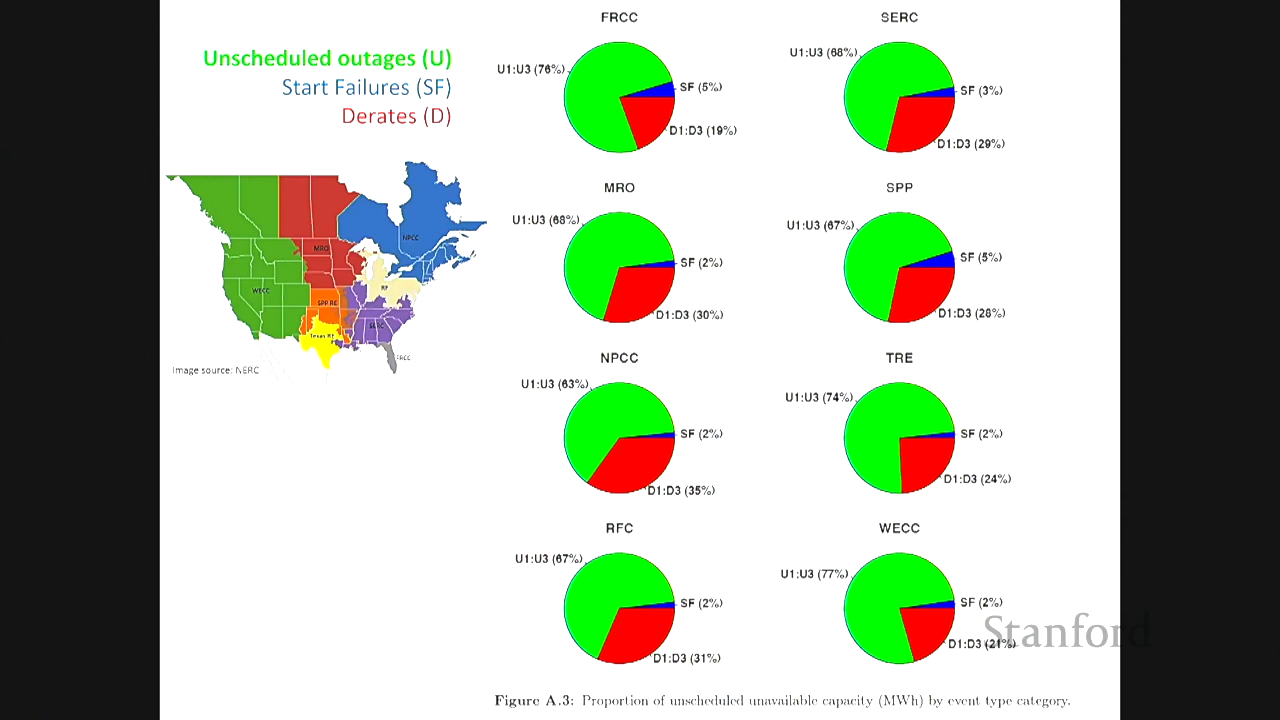 Unscheduled outages (U)
Start Failures (SF)
Derates (D)
NPCC
MRO
WECC
RF
SPP RE
SERC
Texas RE
FRCC
Image source: NERC
FRCC
U1:U3 (76%)
SF (5%)
D1:D3 (19%)
SERC
U1:U3 (68%)
SF (3%)
D1:D3 (29%)
MRO
U1:U3 (68%)
SF (2%)
D1:D3 (30%)
SPP
U1:U3 (67%)
SF (5%)
D1:D3 (28%)
NPCC
U1:U3 (63%)
SF (2%)
D1:D3 (35%)
TRE
U1:U3 (74%)
SF (2%)
D1:D3 (24%)
RFC
U1:U3 (67%)
SF (2%)
D1:D3 (31%)
WECC
U1:U3 (77%)
SF (2%)
D1:D3 (21%)
Stanford
Figure A.3: Proportion of unscheduled unavailable capacity (MWh) by event type category.